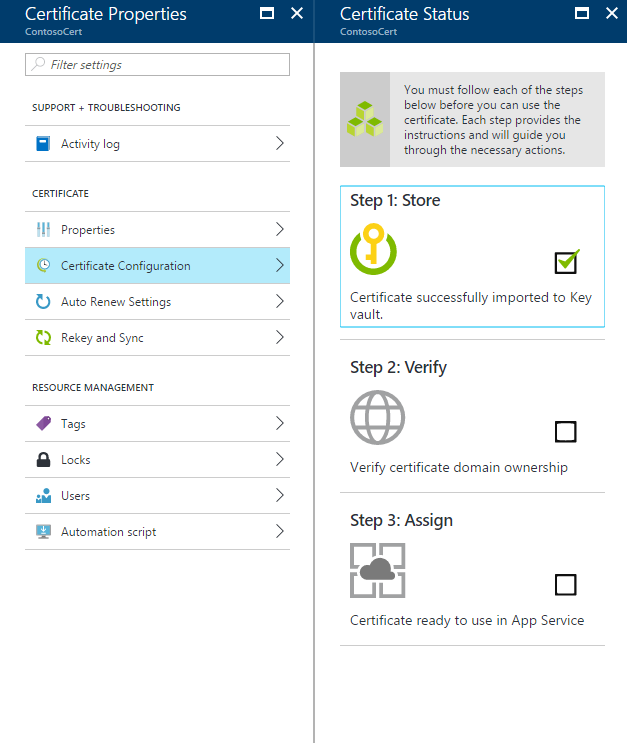 Certificate Properties
ContosoCert
Filter settings
SUPPORT + TROUBLESHOOTING
Activity log
CERTIFICATE
Properties
Certificate Configuration
Auto Renew Settings
Rekey and Sync
RESOURCE MANAGEMENT
Tags
Locks
Users
Automation script
Certificate Status
ContosoCert
You must follow each of the steps
below before you can use the
certificate. Each step provides the
instructions and will guide you
through the necessary actions.
Step 1: Store
Certificate successfully imported to Key
vault.
Step 2: Verify
Verify certificate domain ownership
Step 3: Assign
Certificate ready to use in App Service